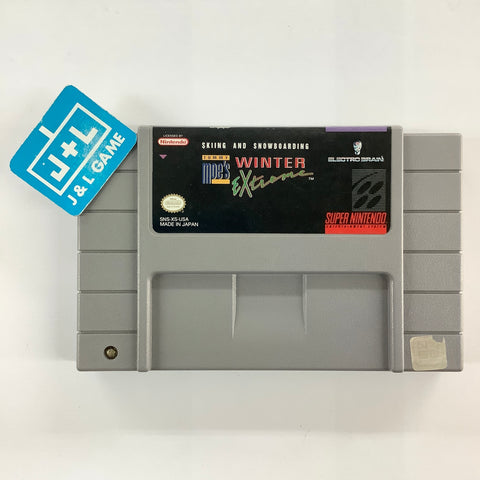 J+L
J&L GAME
LICENSED BY
Nintendo
SKIING AND SNOWBOARDING
TOMMY
MOE'S
WINTER
EXtreme
™
ELECTRO BRAIN
SNS-XS-USA
MADE IN JAPAN
SUPER NINTENDO
ENTERTAINMENT SYSTEM